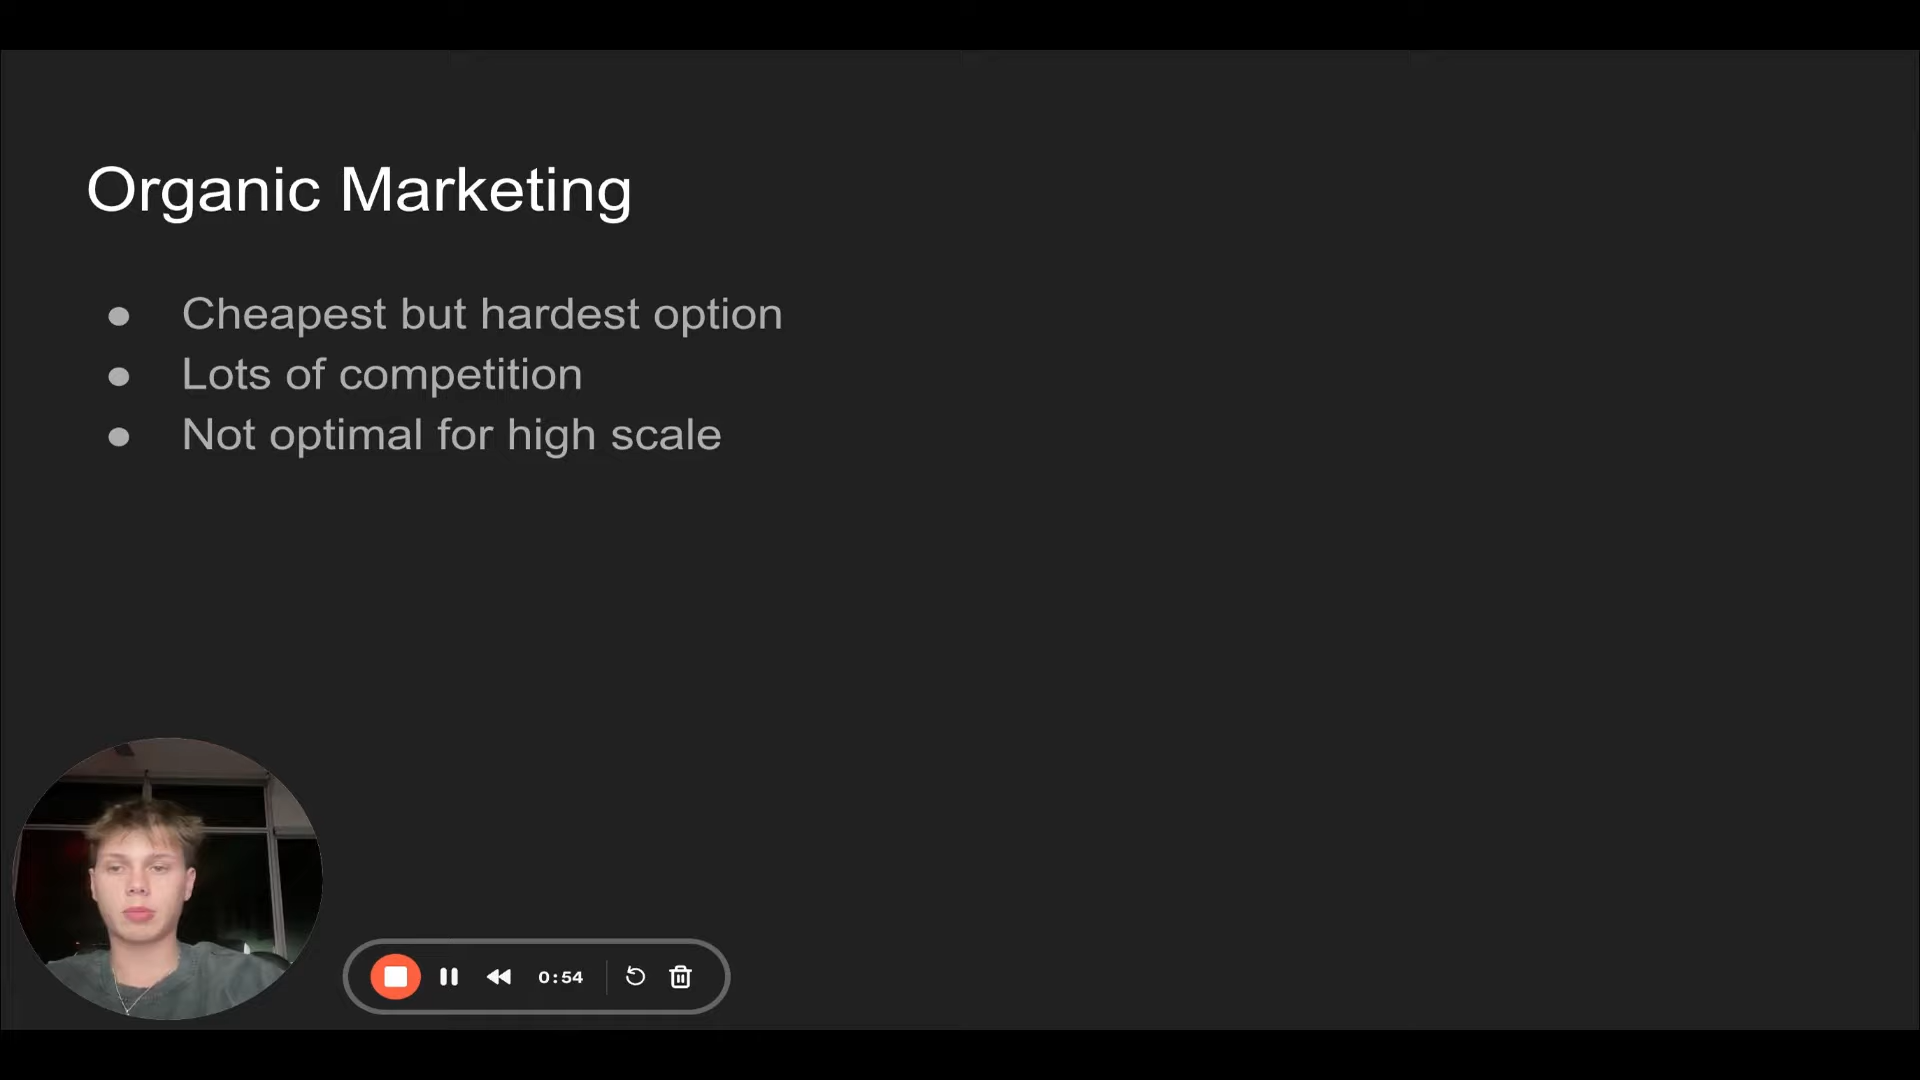 Organic Marketing
● Cheapest but hardest option
● Lots of competition
● Not optimal for high scale
0:54